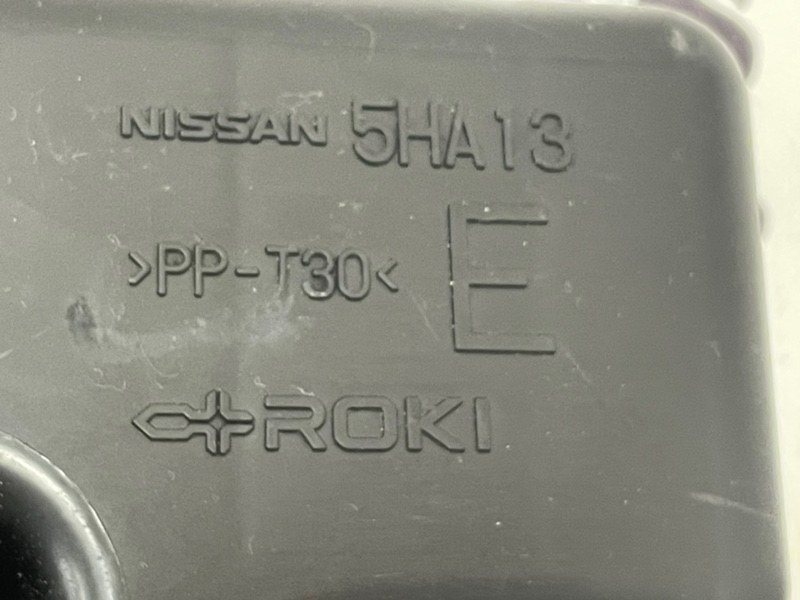 NISSAN 5HA13
>PP-T30< E
ROKI